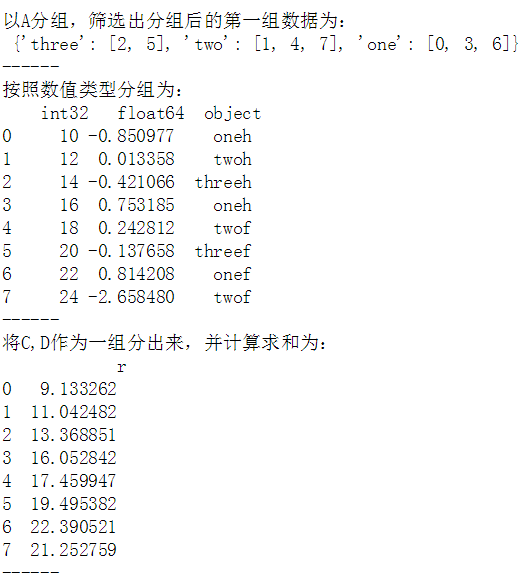 以A分组，筛选出分组后的第一组数据为：
{'three': [2, 5], 'two': [1, 4, 7], 'one': [0, 3, 6]}
------
按照数值类型分组为：
int32 float64 object
0 10 -0.850977 oneh
1 12 0.013358 twoh
2 14 -0.421066 threeh
3 16 0.753185 oneh
4 18 0.242812 twof
5 20 -0.137658 threef
6 22 0.814208 onef
7 24 -2.658480 twof
------
将C,D作为一组分出来，并计算求和为：
r
0 9.133262
1 11.042482
2 13.368851
3 16.052842
4 17.459947
5 19.495382
6 22.390521
7 21.252759
------